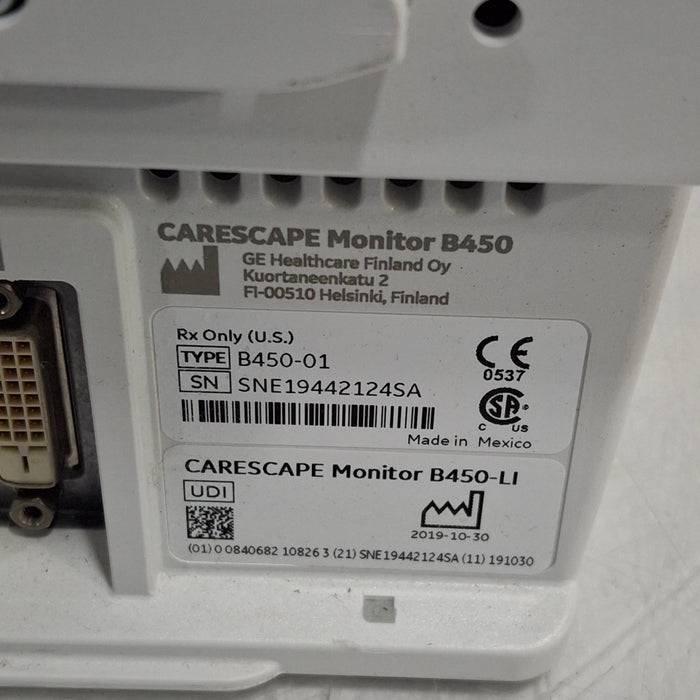 CARESCAPE Monitor B450
GE Healthcare Finland Oy
Kuortaneenkatu 2
FI-00510 Helsinki, Finland
Rx Only (U.S.)
TYPE B450-01
SN SNE19442124SA
CE
0537
SA
C US
Made in Mexico
CARESCAPE Monitor B450-LI
UDI
2019-10-30
(01) 0 0840682 10826 3 (21) SNE19442124SA (11) 191030